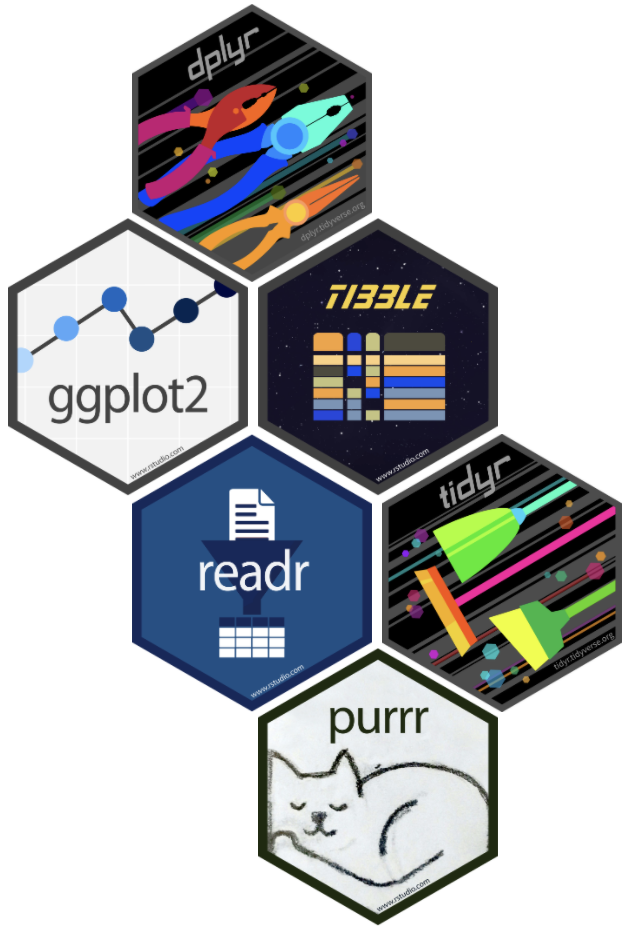 dplyr
dplyr.tidyverse.org
ggplot2
www.rstudio.com
TIBBLE
www.rstudio.com
readr
www.rstudio.com
tidyr
tidyr.tidyverse.org
purrr
www.rstudio.com